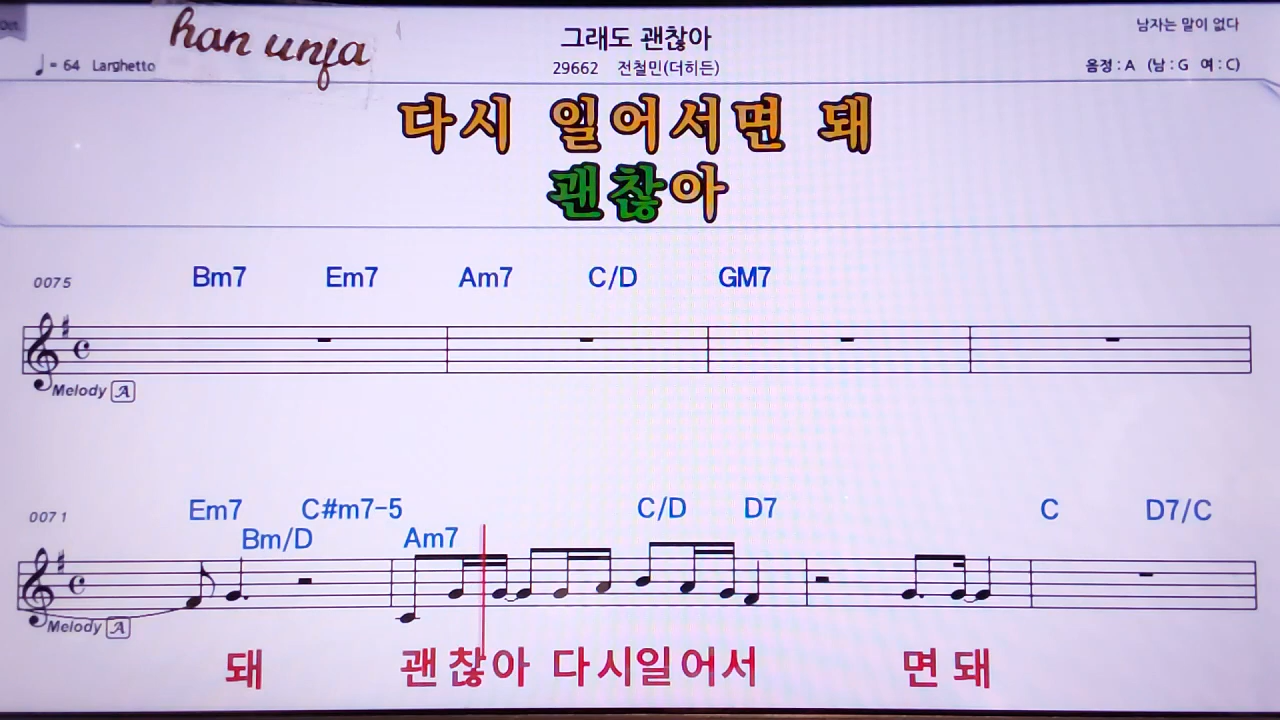 Oct.
han unfa
그래도 괜찮아
남자는 말이 없다
♩= 64 Larghetto
29662 전철민(더히든)
음정 : A (남 : G 여 : C)
다시 일어서면 돼
괜찮아
0075 Bm7 Em7 Am7 C/D GM7
Melody A
0071 Em7 C#m7-5 C/D D7 C D7/C
Bm/D Am7
Melody A
돼 괜찮아 다시일어서 면돼